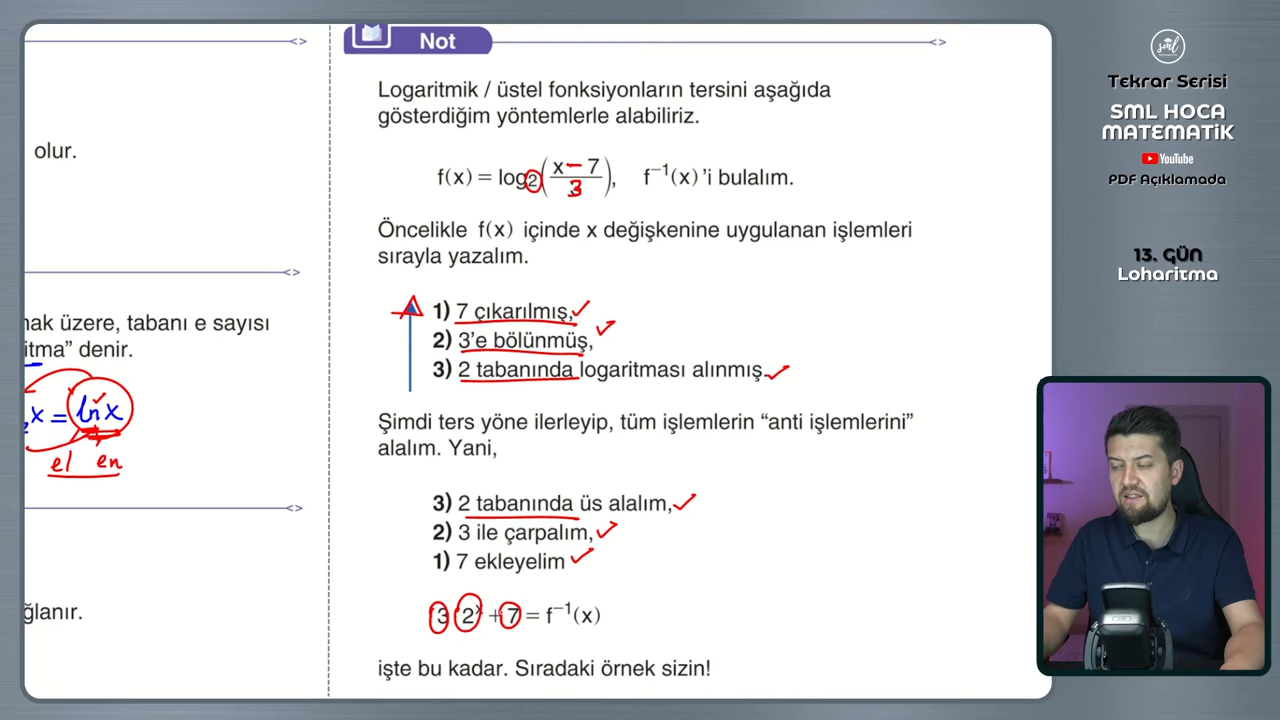 olur.
mak üzere, tabanı e sayısı
itma” denir.
x = ln x
el en
ğlanır.
Not
Logaritmik / üstel fonksiyonların tersini aşağıda
gösterdiğim yöntemlerle alabiliriz.
f(x) = log2((x − 7)/3), f⁻¹(x)’i bulalım.
Öncelikle f(x) içinde x değişkenine uygulanan işlemleri
sırayla yazalım.
1) 7 çıkarılmış,
2) 3’e bölünmüş,
3) 2 tabanında logaritması alınmış.
Şimdi ters yöne ilerleyip, tüm işlemlerin “anti işlemlerini”
alalım. Yani,
3) 2 tabanında üs alalım,
2) 3 ile çarpalım,
1) 7 ekleyelim
3·2ˣ + 7 = f⁻¹(x)
işte bu kadar. Sıradaki örnek sizin!
sml
Tekrar Serisi
SML HOCA
MATEMATİK
YouTube
PDF Açıklamada
13. GÜN
Loharitma